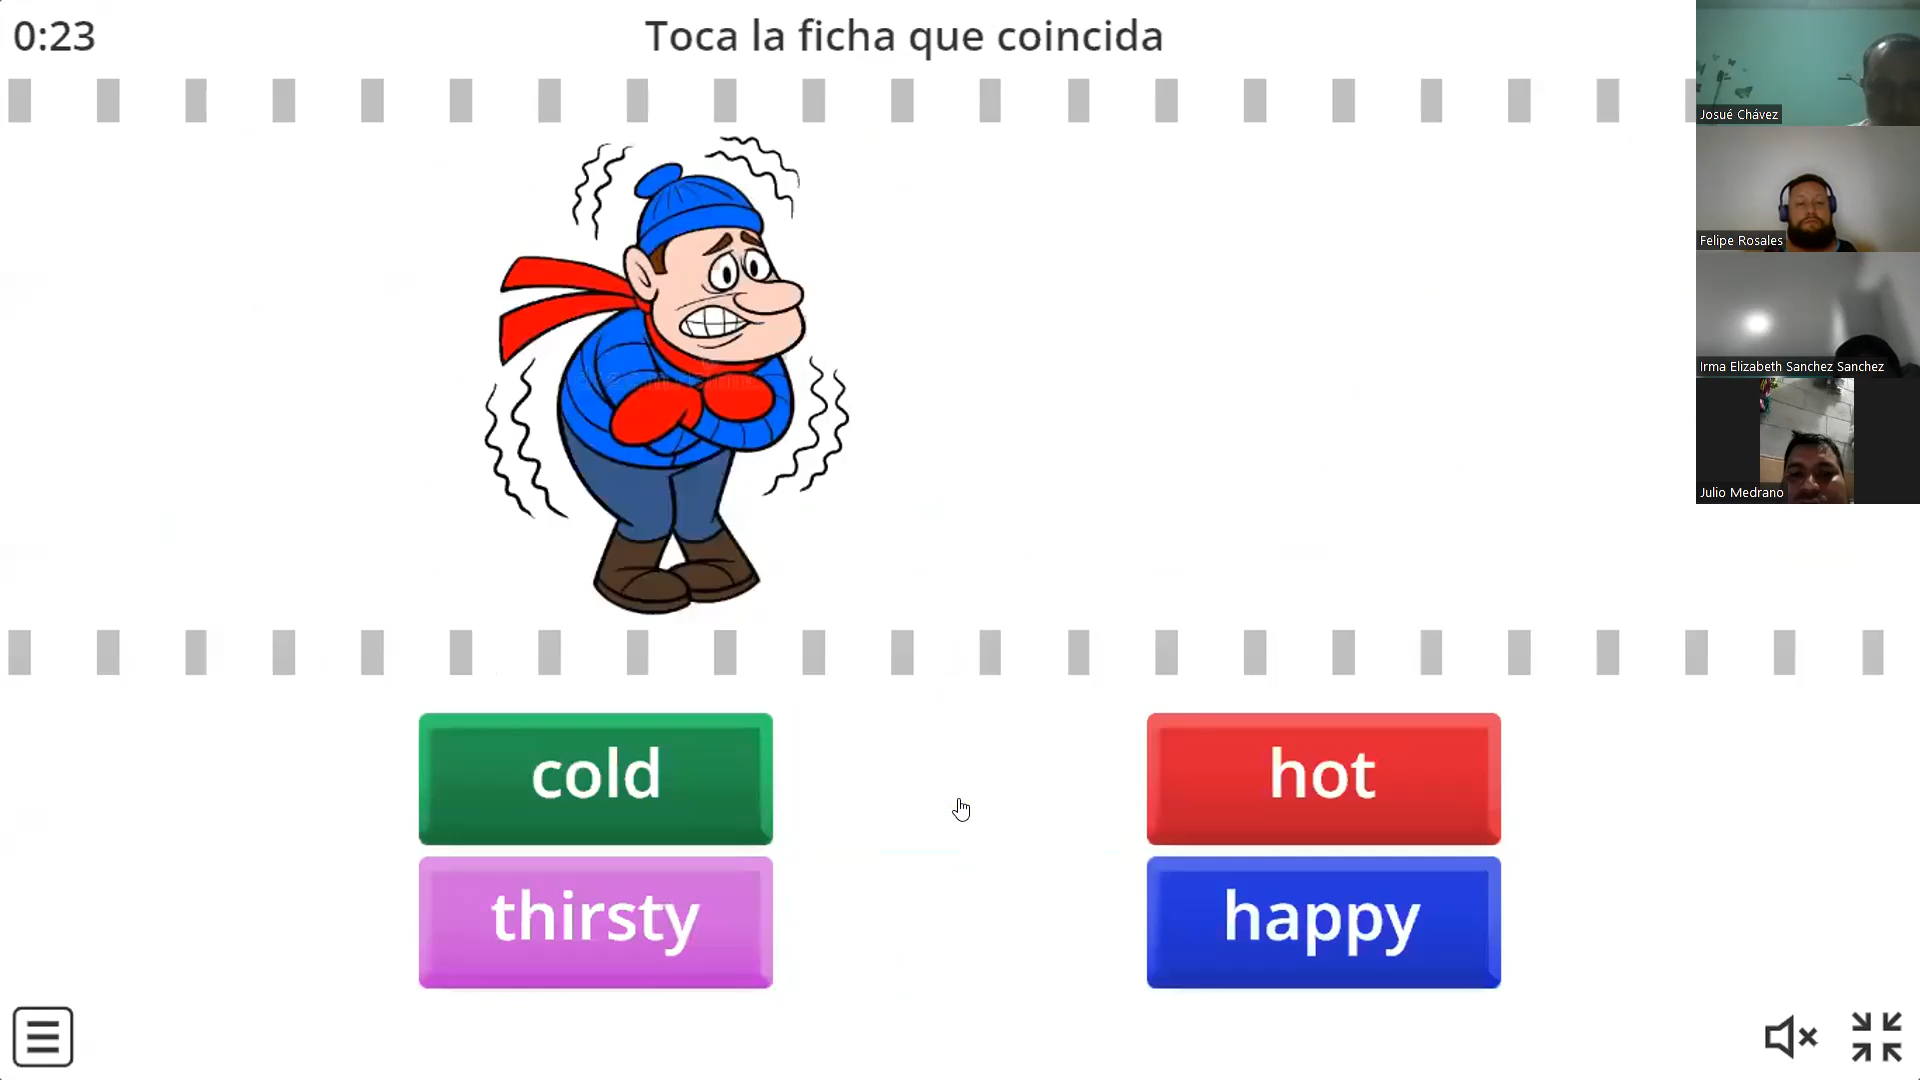 0:23
Toca la ficha que coincida
Josué Chávez
Felipe Rosales
Irma Elizabeth Sanchez Sanchez
Julio Medrano
cold
hot
thirsty
happy